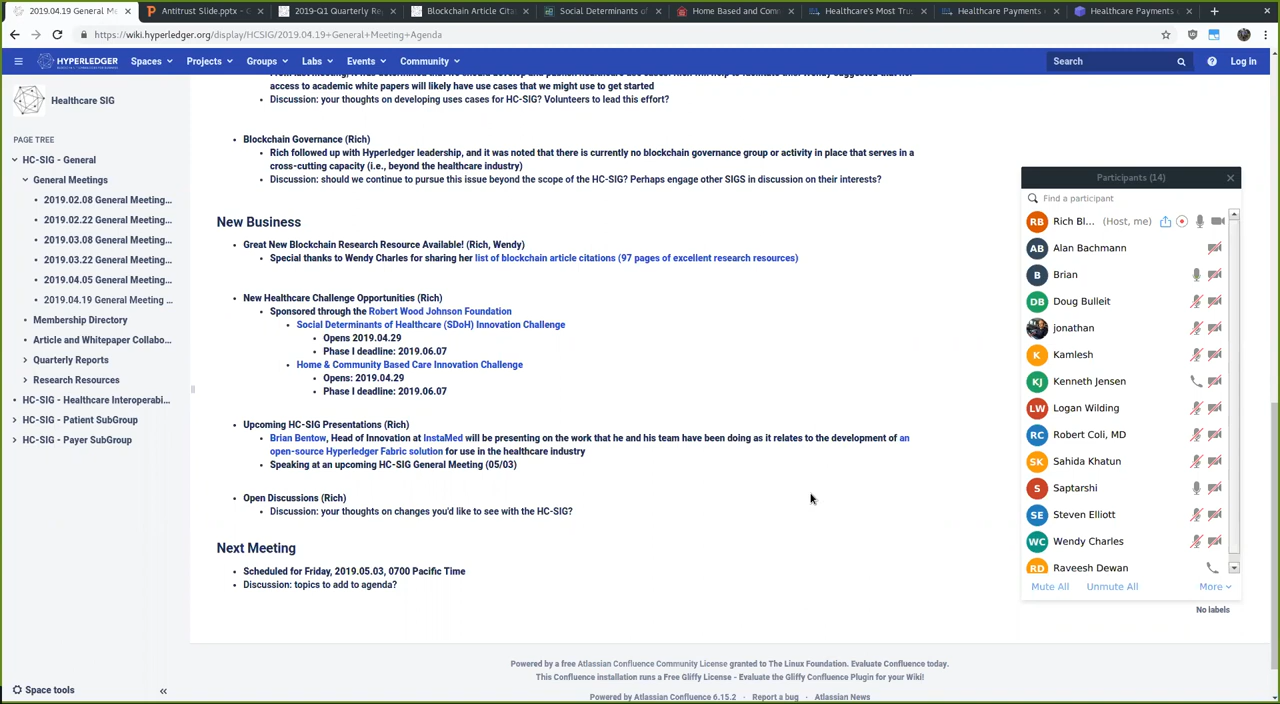 2019.04.19 General Me
Antitrust Slide.pptx - C
2019-Q1 Quarterly Re
Blockchain Article Cita
Social Determinants of
Home Based and Com
Healthcare's Most Trus
Healthcare Payments
Healthcare Payments
https://wiki.hyperledger.org/display/HCSIG/2019.04.19+General+Meeting+Agenda
HYPERLEDGER
Spaces
Projects
Groups
Labs
Events
Community
Search
Log in
Healthcare SIG
PAGE TREE
HC-SIG - General
General Meetings
2019.02.08 General Meeting...
2019.02.22 General Meeting...
2019.03.08 General Meeting...
2019.03.22 General Meeting...
2019.04.05 General Meeting...
2019.04.19 General Meeting ...
Membership Directory
Article and Whitepaper Collabo...
Quarterly Reports
Research Resources
HC-SIG - Healthcare Interoperabi...
HC-SIG - Patient SubGroup
HC-SIG - Payer SubGroup
Space tools
access to academic white papers will likely have use cases that we might use to get started
Discussion: your thoughts on developing uses cases for HC-SIG? Volunteers to lead this effort?
Blockchain Governance (Rich)
Rich followed up with Hyperledger leadership, and it was noted that there is currently no blockchain governance group or activity in place that serves in a
cross-cutting capacity (i.e., beyond the healthcare industry)
Discussion: should we continue to pursue this issue beyond the scope of the HC-SIG? Perhaps engage other SIGS in discussion on their interests?
New Business
Great New Blockchain Research Resource Available! (Rich, Wendy)
Special thanks to Wendy Charles for sharing her list of blockchain article citations (97 pages of excellent research resources)
New Healthcare Challenge Opportunities (Rich)
Sponsored through the Robert Wood Johnson Foundation
Social Determinants of Healthcare (SDoH) Innovation Challenge
Opens 2019.04.29
Phase I deadline: 2019.06.07
Home & Community Based Care Innovation Challenge
Opens: 2019.04.29
Phase I deadline: 2019.06.07
Upcoming HC-SIG Presentations (Rich)
Brian Bentow, Head of Innovation at InstaMed will be presenting on the work that he and his team have been doing as it relates to the development of an
open-source Hyperledger Fabric solution for use in the healthcare industry
Speaking at an upcoming HC-SIG General Meeting (05/03)
Open Discussions (Rich)
Discussion: your thoughts on changes you'd like to see with the HC-SIG?
Next Meeting
Scheduled for Friday, 2019.05.03, 0700 Pacific Time
Discussion: topics to add to agenda?
Participants (14)
Find a participant
RB Rich Bl... (Host, me)
AB Alan Bachmann
B Brian
DB Doug Bulleit
jonathan
K Kamlesh
KJ Kenneth Jensen
LW Logan Wilding
RC Robert Coli, MD
SK Sahida Khatun
S Saptarshi
SE Steven Elliott
WC Wendy Charles
RD Raveesh Dewan
Mute All
Unmute All
More
No labels
Powered by a free Atlassian Confluence Community License granted to The Linux Foundation. Evaluate Confluence today.
This Confluence installation runs a Free Gliffy License - Evaluate the Gliffy Confluence Plugin for your Wiki!
Powered by Atlassian Confluence 6.15.2 · Report a bug · Atlassian News